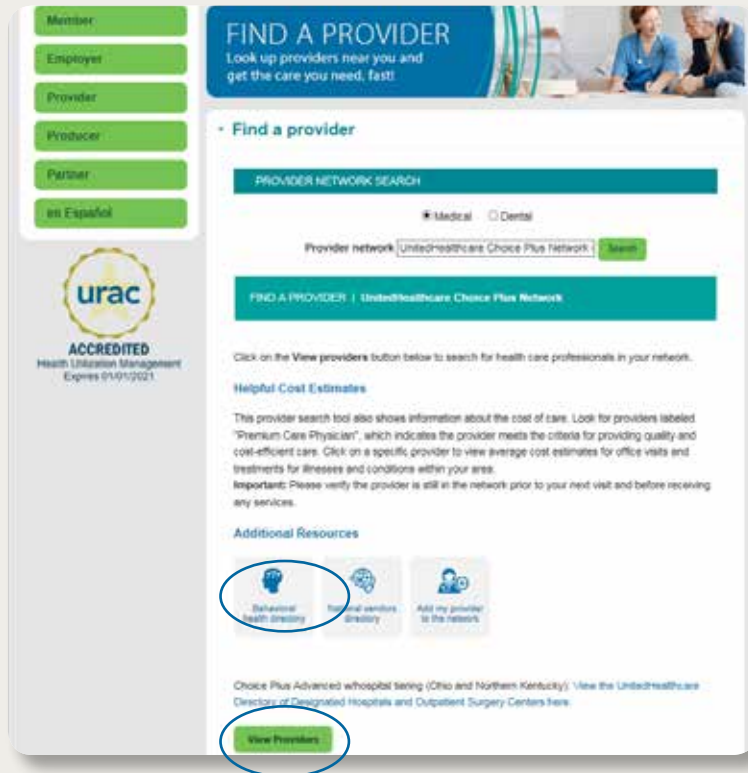 Member
Employer
Provider
Producer
Partner
en Español
urac
ACCREDITED
Health Utilization Management
Expires 01/01/2021
FIND A PROVIDER
Look up providers near you and
get the care you need, fast!
Find a provider
PROVIDER NETWORK SEARCH
Medical Dental
Provider network UnitedHealthcare Choice Plus Network Search
FIND A PROVIDER | UnitedHealthcare Choice Plus Network
Click on the View providers button below to search for health care professionals in your network.
Helpful Cost Estimates
This provider search tool also shows information about the cost of care. Look for providers labeled
"Premium Care Physician", which indicates the provider meets the criteria for providing quality and
cost-efficient care. Click on a specific provider to view average cost estimates for office visits and
treatments for illnesses and conditions within your area.
Important: Please verify the provider is still in the network prior to your next visit and before receiving
any services.
Additional Resources
Behavioral
health directory
National vendors
directory
Add my provider
to the network
Choice Plus Advanced w/hospital tiering (Ohio and Northern Kentucky): View the UnitedHealthcare
Directory of Designated Hospitals and Outpatient Surgery Centers here.
View Providers